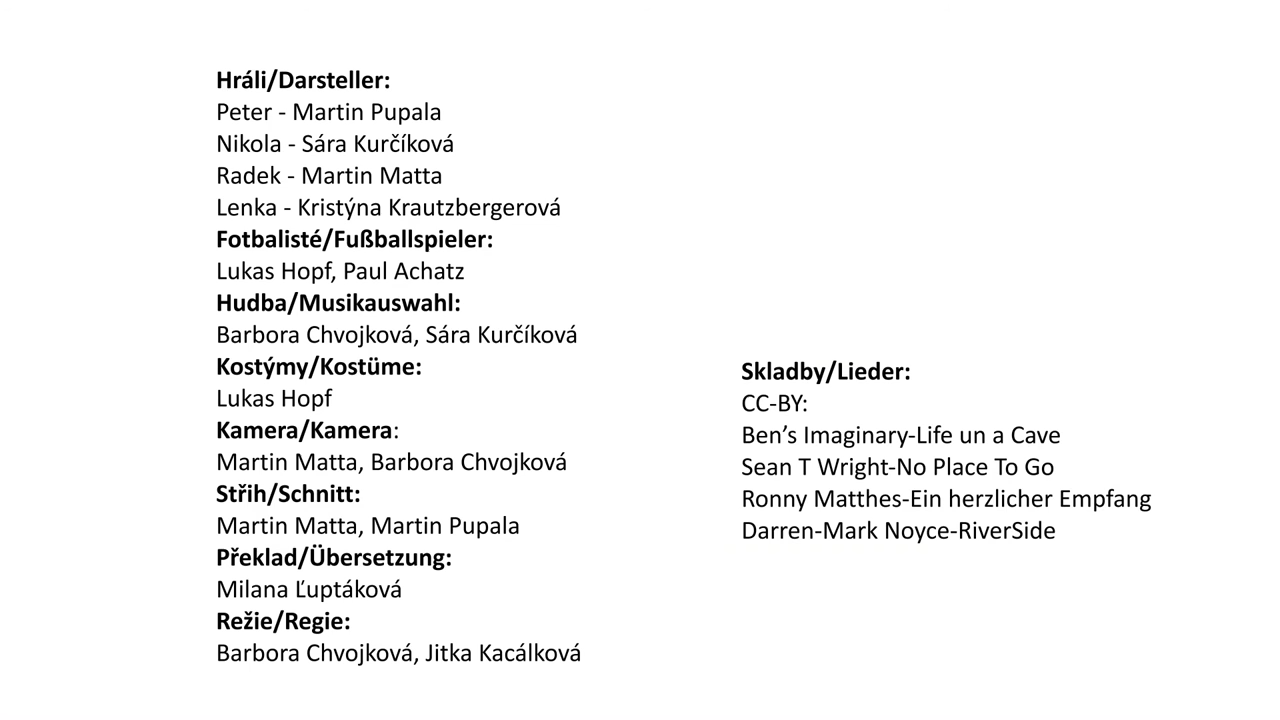 Hráli/Darsteller:
Peter - Martin Pupala
Nikola - Sára Kurčíková
Radek - Martin Matta
Lenka - Kristýna Krautzbergerová
Fotbalisté/Fußballspieler:
Lukas Hopf, Paul Achatz
Hudba/Musikauswahl:
Barbora Chvojková, Sára Kurčíková
Kostýmy/Kostüme:
Lukas Hopf
Kamera/Kamera:
Martin Matta, Barbora Chvojková
Střih/Schnitt:
Martin Matta, Martin Pupala
Překlad/Übersetzung:
Milana Ľuptáková
Režie/Regie:
Barbora Chvojková, Jitka Kacálková
Skladby/Lieder:
CC-BY:
Ben’s Imaginary-Life un a Cave
Sean T Wright-No Place To Go
Ronny Matthes-Ein herzlicher Empfang
Darren-Mark Noyce-RiverSide